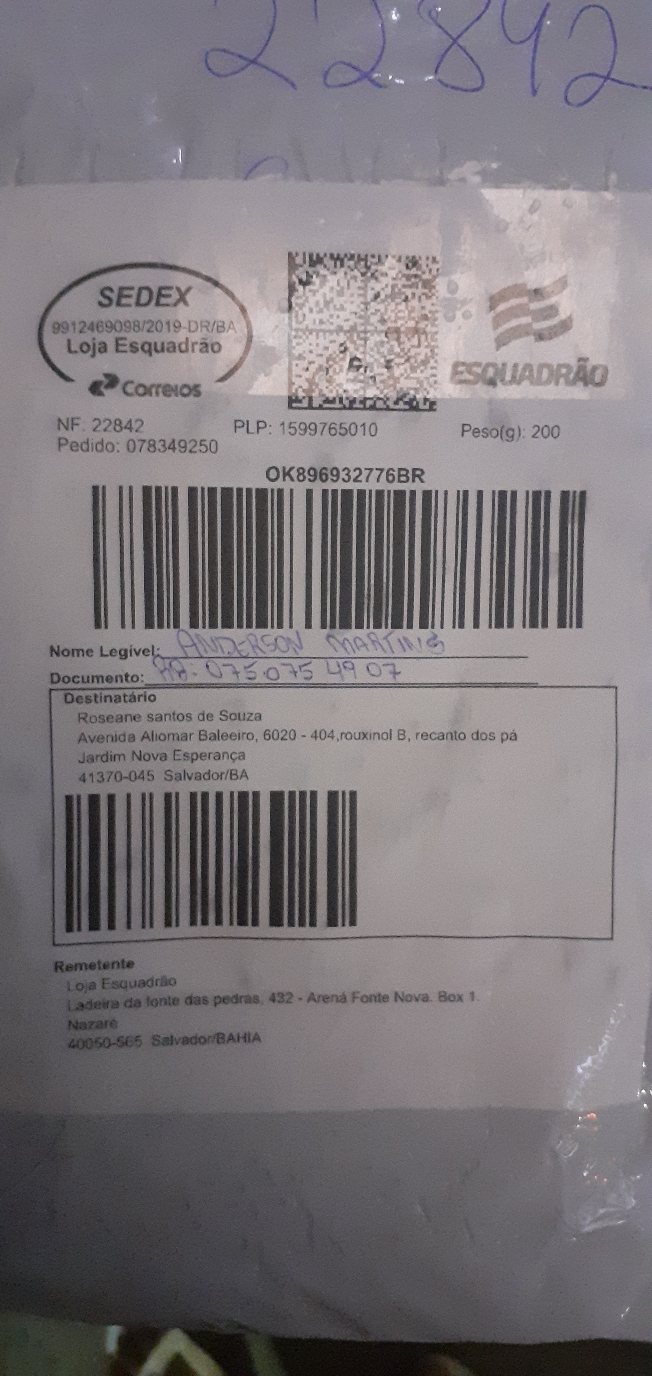 22842
SEDEX
9912469098/2019-DR/BA
Loja Esquadrão
Correios
ESQUADRÃO
NF: 22842 PLP: 1599765010 Peso(g): 200
Pedido: 078349250
OK896932776BR
Nome Legível: ANDERSON MARTINS
Documento: 075.075 49 07
Destinatário
Roseane santos de Souza
Avenida Aliomar Baleeiro, 6020 - 404,rouxinol B, recanto dos pá
Jardim Nova Esperança
41370-045 Salvador/BA
Remetente
Loja Esquadrão
Ladeira da fonte das pedras, 432 - Arena Fonte Nova. Box 1.
Nazaré
40050-565 Salvador/BAHIA